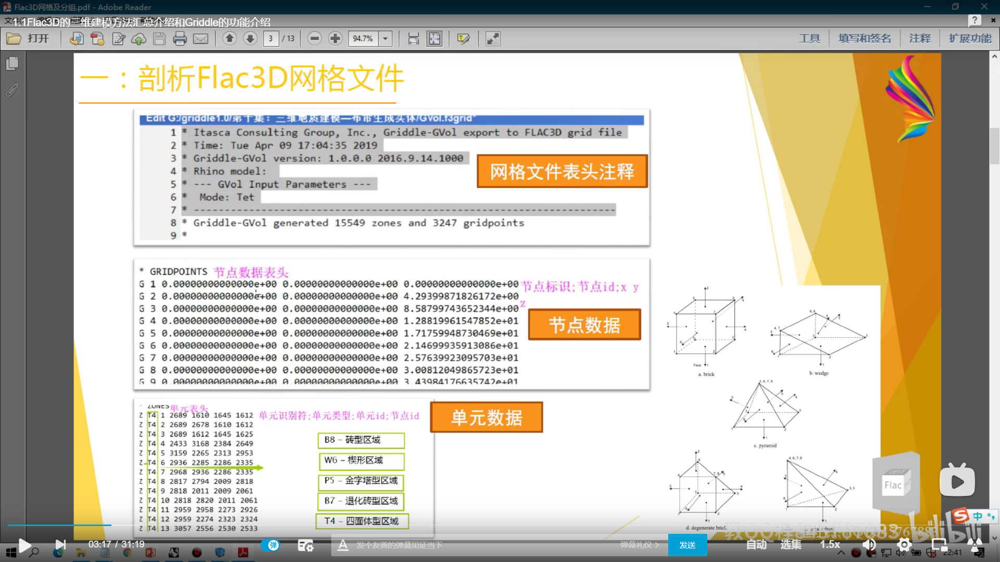 Flac3D网格及分组.pdf - Adobe Reader
1.1Flac3D的三维建模方法汇总介绍和Griddle的功能介绍
打开
3 / 13
94.7%
工具
填写和签名
注释
扩展功能
一：剖析Flac3D网格文件
Edit G:/griddle1.0/第十集：三维地质建模—布帘生成实体/GVol.f3grid*
1 * Itasca Consulting Group, Inc., Griddle-GVol export to FLAC3D grid file
2 * Time: Tue Apr 09 17:04:35 2019
3 * Griddle-GVol version: 1.0.0.0 2016.9.14.1000
4 * Rhino model:
5 * --- GVol Input Parameters ---
6 * Mode: Tet
7 * ---------------------------------------------------------------------
8 * Griddle-GVol generated 15549 zones and 3247 gridpoints
9 *
网格文件表头注释
* GRIDPOINTS 节点数据表头
G 1 0.00000000000000e+00 0.00000000000000e+00 0.00000000000000e+00
G 2 0.00000000000000e+00 0.00000000000000e+00 4.29399871826172e+00
G 3 0.00000000000000e+00 0.00000000000000e+00 8.58799743652344e+00
G 4 0.00000000000000e+00 0.00000000000000e+00 1.28819961547852e+01
G 5 0.00000000000000e+00 0.00000000000000e+00 1.71759948730469e+01
G 6 0.00000000000000e+00 0.00000000000000e+00 2.14699935913086e+01
G 7 0.00000000000000e+00 0.00000000000000e+00 2.57639923095703e+01
G 8 0.00000000000000e+00 0.00000000000000e+00 3.00812049865723e+01
G 9 0.00000000000000e+00 0.00000000000000e+00 3.43984176635742e+01
节点标识;节点id;x y
z
节点数据
ZONES 单元表头
Z T4 1 2689 1610 1645 1612
Z T4 2 2689 2678 1610 1612
Z T4 3 2689 1612 1645 1625
Z T4 4 2433 3168 2384 2649
Z T4 5 3159 2265 2313 2953
Z T4 6 2936 2285 2286 2335
Z T4 7 2968 2936 2286 2335
Z T4 8 2817 2794 2009 2818
Z T4 9 2818 2011 2009 2061
Z T4 10 2818 2820 2011 2061
Z T4 11 2959 2958 2273 2926
Z T4 12 2959 2274 2323 2324
Z T4 13 3057 2556 2530 2533
单元识别符;单元类型;单元id;节点id
单元数据
B8 – 砖型区域
W6 – 楔形区域
P5 – 金字塔型区域
B7 – 退化砖型区域
T4 – 四面体型区域
Face
a. brick
b. wedge
c. pyramid
d. degenerate brick
Flac 3D
bilibili
中
03:17 / 31:19
弹
发个友善的弹幕见证当下
弹幕礼仪 >
发送
自动
选集
1.5x
22:41